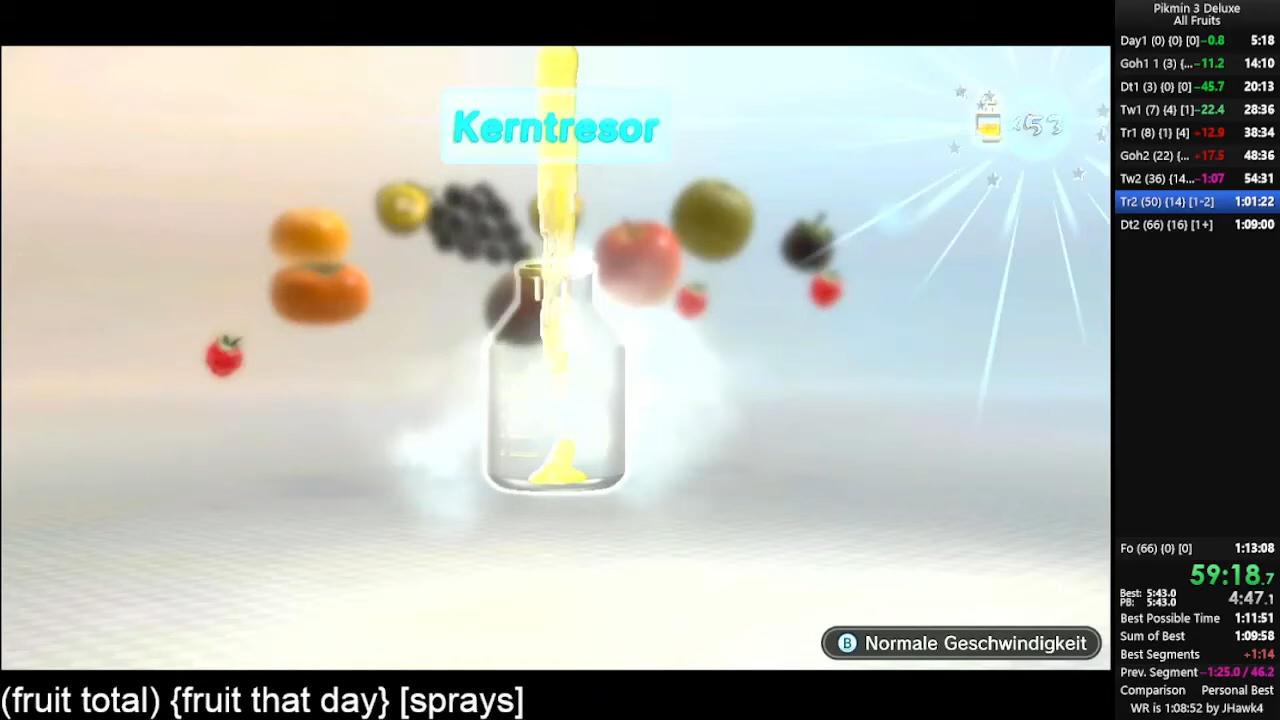 Kerntresor
B Normale Geschwindigkeit
(fruit total) {fruit that day} [sprays]
Pikmin 3 Deluxe
All Fruits
Day1 (0) {0} [0] −0.8 5:18
Goh1 1 (3) {... −11.2 14:10
Dt1 (3) {0} [0] −45.7 20:13
Tw1 (7) {4} [1] −22.4 28:36
Tr1 (8) {1} [4] +12.9 38:34
Goh2 (22) {... +17.5 48:36
Tw2 (36) {14... −1:07 54:31
Tr2 (50) {14} [1-2] 1:01:22
Dt2 (66) {16} [1+] 1:09:00
Fo (66) {0} [0] 1:13:08
59:18.7
Best: 5:43.0
PB: 5:43.0 4:47.1
Best Possible Time 1:11:51
Sum of Best 1:09:58
Best Segments +1:14
Prev. Segment −1:25.0 / 46.2
Comparison Personal Best
WR is 1:08:52 by JHawk4